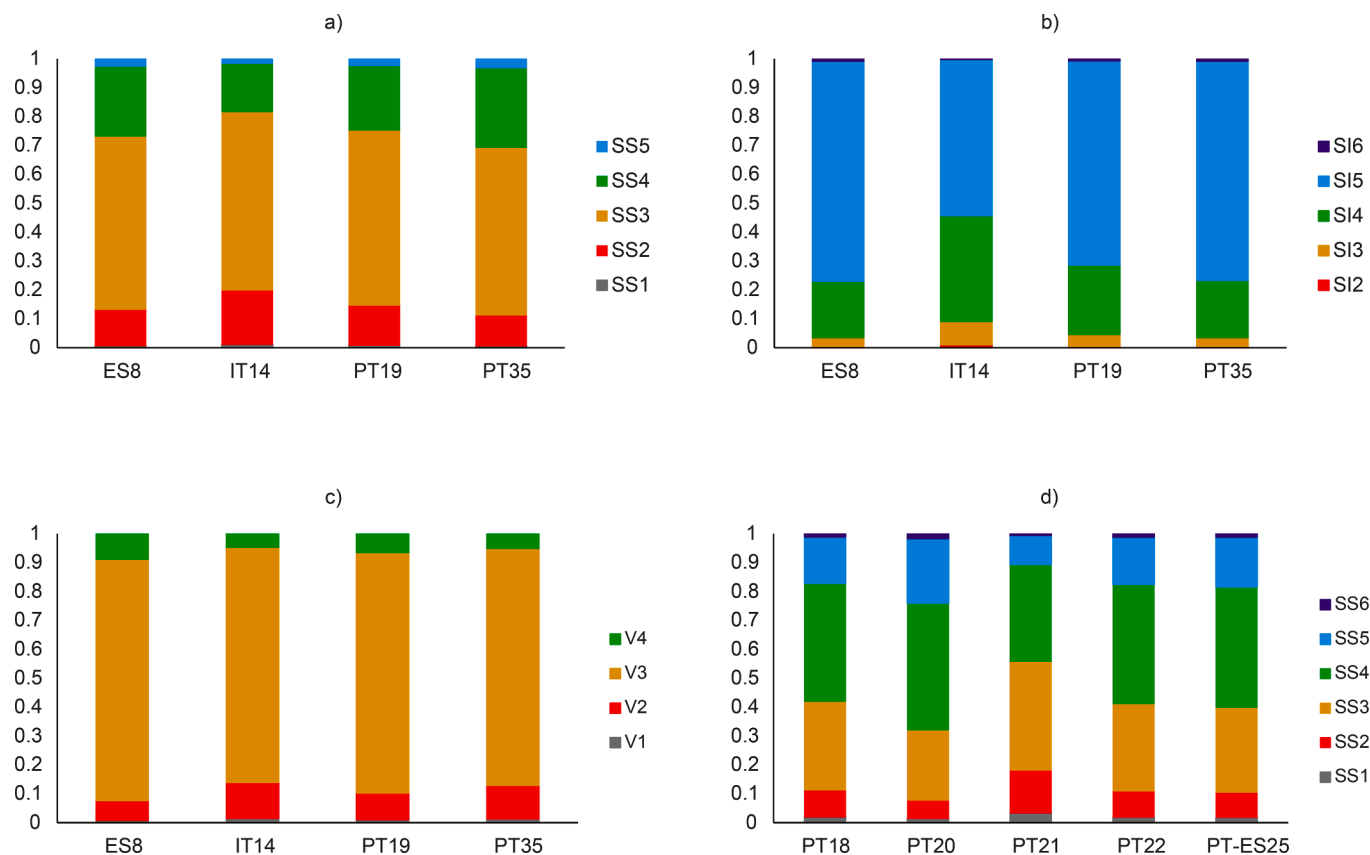 a)
1
0.9
0.8
0.7
0.6
0.5
0.4
0.3
0.2
0.1
0
ES8 IT14 PT19 PT35
SS5
SS4
SS3
SS2
SS1
b)
1
0.9
0.8
0.7
0.6
0.5
0.4
0.3
0.2
0.1
0
ES8 IT14 PT19 PT35
SI6
SI5
SI4
SI3
SI2
c)
1
0.9
0.8
0.7
0.6
0.5
0.4
0.3
0.2
0.1
0
ES8 IT14 PT19 PT35
V4
V3
V2
V1
d)
1
0.9
0.8
0.7
0.6
0.5
0.4
0.3
0.2
0.1
0
PT18 PT20 PT21 PT22 PT-ES25
SS6
SS5
SS4
SS3
SS2
SS1